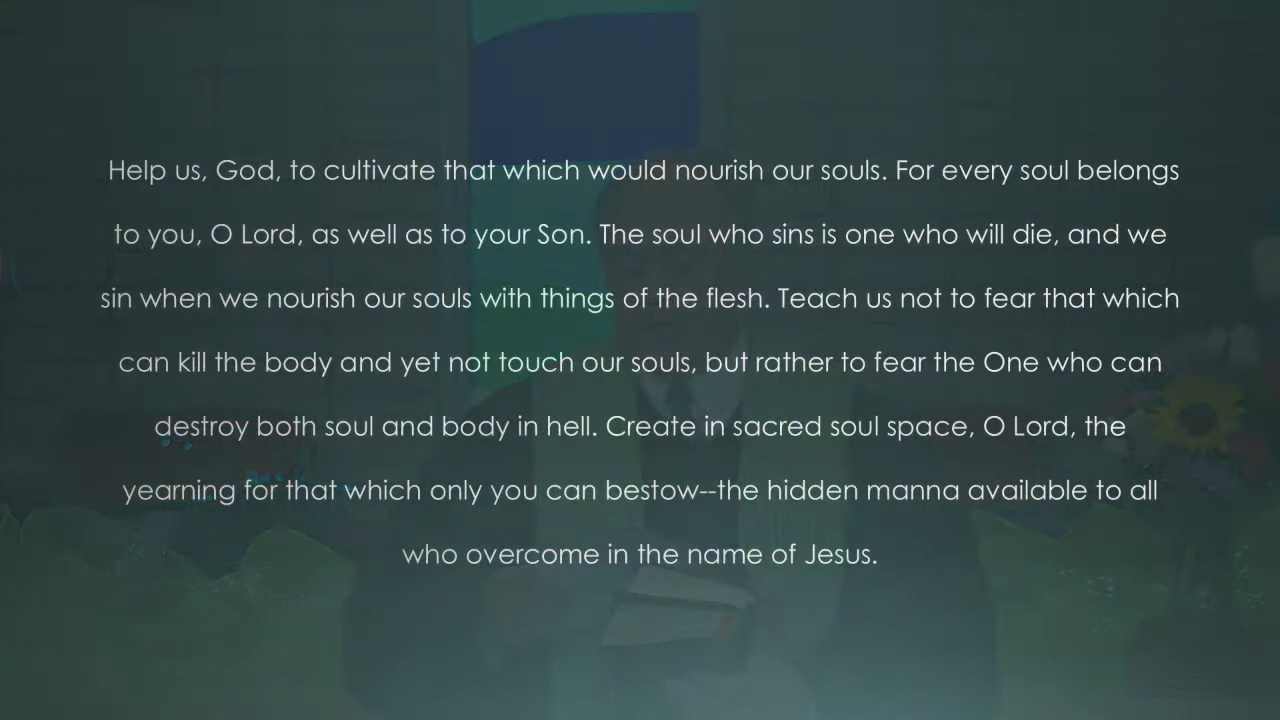 Help us, God, to cultivate that which would nourish our souls. For every soul belongs
to you, O Lord, as well as to your Son. The soul who sins is one who will die, and we
sin when we nourish our souls with things of the flesh. Teach us not to fear that which
can kill the body and yet not touch our souls, but rather to fear the One who can
destroy both soul and body in hell. Create in sacred soul space, O Lord, the
yearning for that which only you can bestow--the hidden manna available to all
who overcome in the name of Jesus.